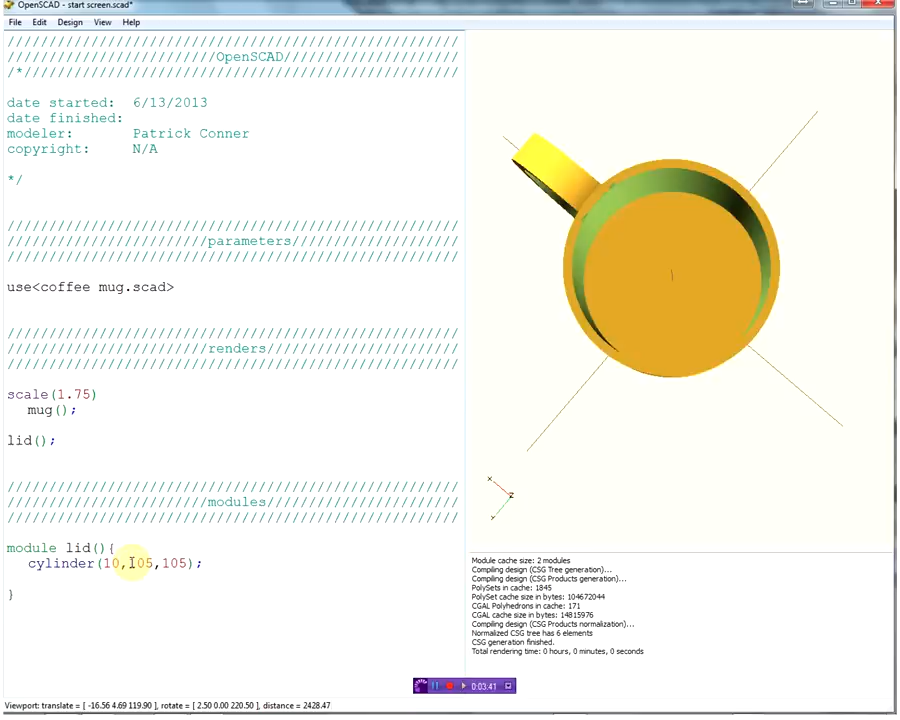 OpenSCAD - start screen.scad*
File Edit Design View Help
//////////////////////////////////////////////////////
/////////////////////////OpenSCAD/////////////////////
/*////////////////////////////////////////////////////
date started: 6/13/2013
date finished:
modeler: Patrick Conner
copyright: N/A
*/
//////////////////////////////////////////////////////
////////////////////////parameters////////////////////
//////////////////////////////////////////////////////
use<coffee mug.scad>
//////////////////////////////////////////////////////
////////////////////////renders///////////////////////
//////////////////////////////////////////////////////
scale(1.75)
mug();
lid();
//////////////////////////////////////////////////////
////////////////////////modules///////////////////////
//////////////////////////////////////////////////////
module lid(){
cylinder(10,105,105);
}
x
z
y
Module cache size: 2 modules
Compiling design (CSG Tree generation)...
Compiling design (CSG Products generation)...
PolySets in cache: 1845
PolySet cache size in bytes: 104672044
CGAL Polyhedrons in cache: 171
CGAL cache size in bytes: 14815976
Compiling design (CSG Products normalization)...
Normalized CSG tree has 6 elements
CSG generation finished.
Total rendering time: 0 hours, 0 minutes, 0 seconds
0:03:41
Viewport: translate = [ -16.56 4.69 119.90 ], rotate = [ 2.50 0.00 220.50 ], distance = 2428.47